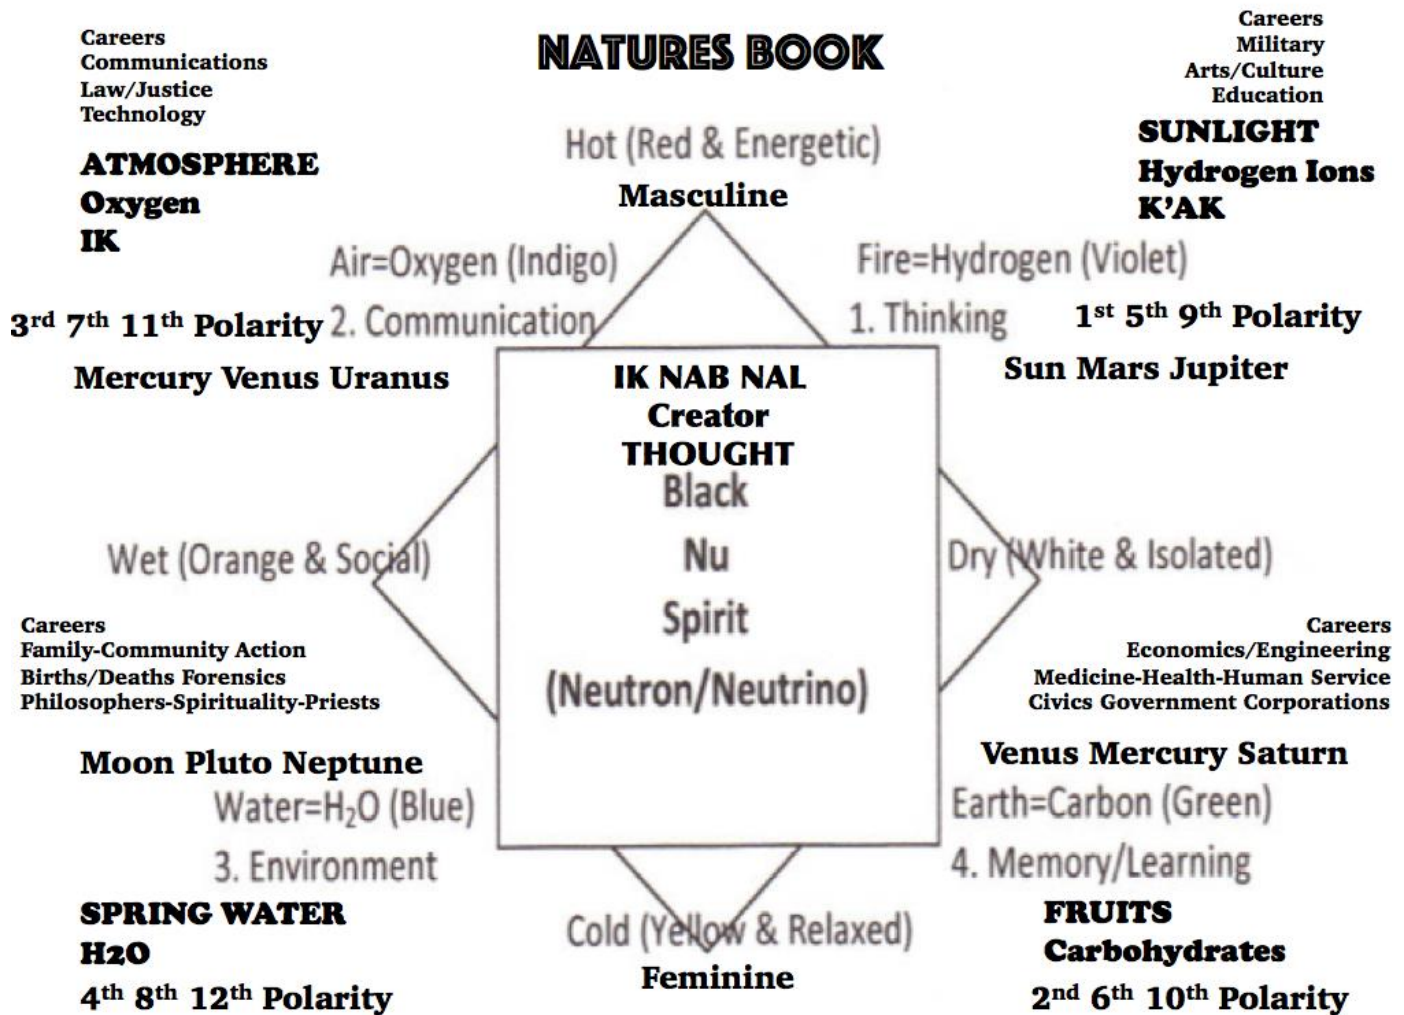 Careers
Communications
Law/Justice
Technology
NATURES BOOK
Careers
Military
Arts/Culture
Education
ATMOSPHERE
Oxygen
IK
Hot (Red & Energetic)
Masculine
SUNLIGHT
Hydrogen Ions
K'AK
Air=Oxygen (Indigo)
2. Communication
Fire=Hydrogen (Violet)
1. Thinking
3rd 7th 11th Polarity
1st 5th 9th Polarity
Mercury Venus Uranus
Sun Mars Jupiter
IK NAB NAL
Creator
THOUGHT
Black
Nu
Spirit
(Neutron/Neutrino)
Wet (Orange & Social)
Dry (White & Isolated)
Careers
Family-Community Action
Births/Deaths Forensics
Philosophers-Spirituality-Priests
Careers
Economics/Engineering
Medicine-Health-Human Service
Civics Government Corporations
Moon Pluto Neptune
Water=H₂O (Blue)
3. Environment
Venus Mercury Saturn
Earth=Carbon (Green)
4. Memory/Learning
SPRING WATER
H2O
4th 8th 12th Polarity
Cold (Yellow & Relaxed)
Feminine
FRUITS
Carbohydrates
2nd 6th 10th Polarity